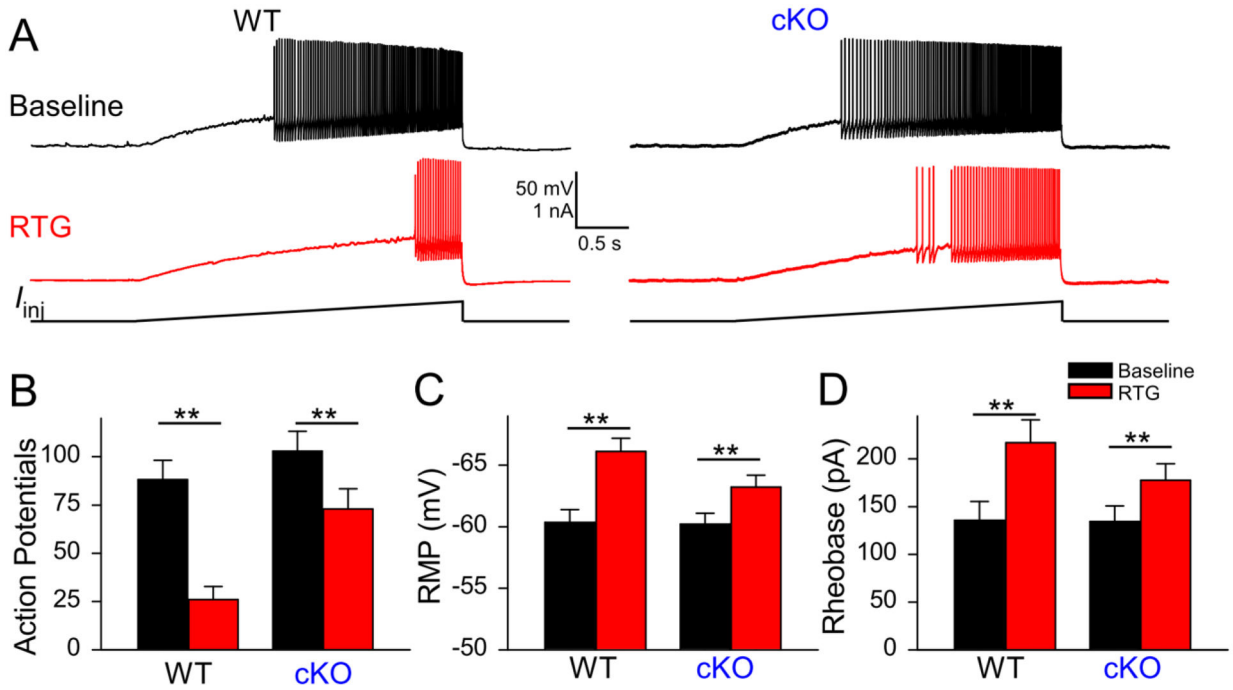 A
WT
cKO
Baseline
RTG
50 mV
1 nA
0.5 s
Iinj
B
**
**
Action Potentials
100
75
50
25
0
WT
cKO
C
**
**
RMP (mV)
-65
-60
-55
-50
WT
cKO
D
Baseline
RTG
**
**
Rheobase (pA)
200
150
100
50
0
WT
cKO